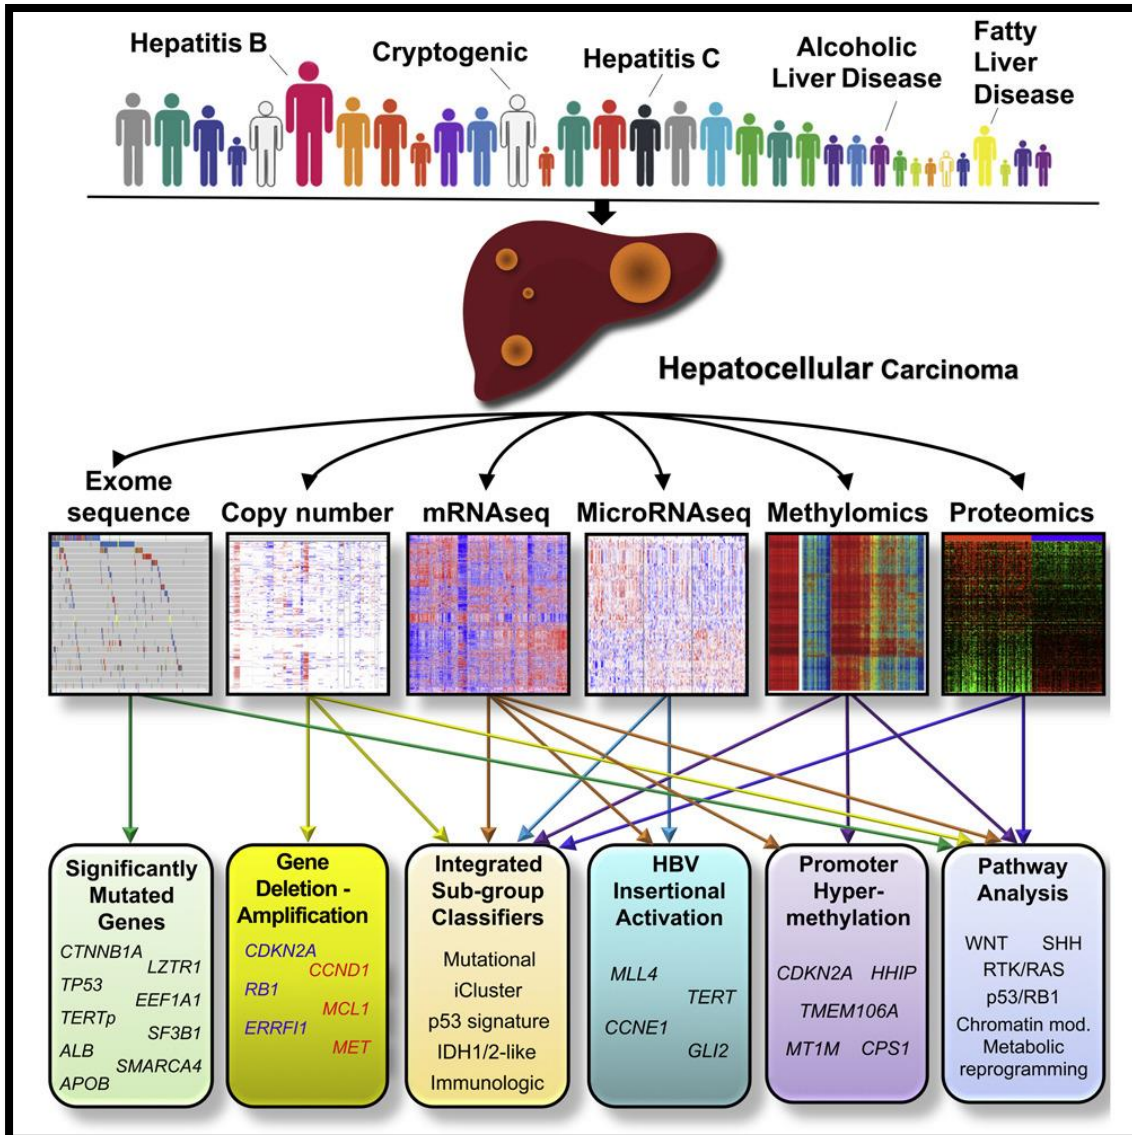 Hepatitis B
Cryptogenic
Hepatitis C
Alcoholic
Liver Disease
Fatty
Liver
Disease
Hepatocellular Carcinoma
Exome
sequence
Copy number
mRNAseq
MicroRNAseq
Methylomics
Proteomics
Significantly
Mutated
Genes
CTNNB1A
LZTR1
TP53
EEF1A1
TERTp
SF3B1
ALB
SMARCA4
APOB
Gene
Deletion -
Amplification
CDKN2A
CCND1
RB1
MCL1
ERRFI1
MET
Integrated
Sub-group
Classifiers
Mutational
iCluster
p53 signature
IDH1/2-like
Immunologic
HBV
Insertional
Activation
MLL4
TERT
CCNE1
GLI2
Promoter
Hyper-
methylation
CDKN2A HHIP
TMEM106A
MT1M CPS1
Pathway
Analysis
WNT SHH
RTK/RAS
p53/RB1
Chromatin mod.
Metabolic
reprogramming